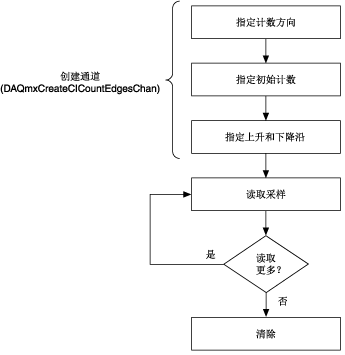 指定计数方向
创建通道
(DAQmxCreateCICountEdgesChan)
指定初始计数
指定上升和下降沿
读取采样
是
读取
更多?
否
清除